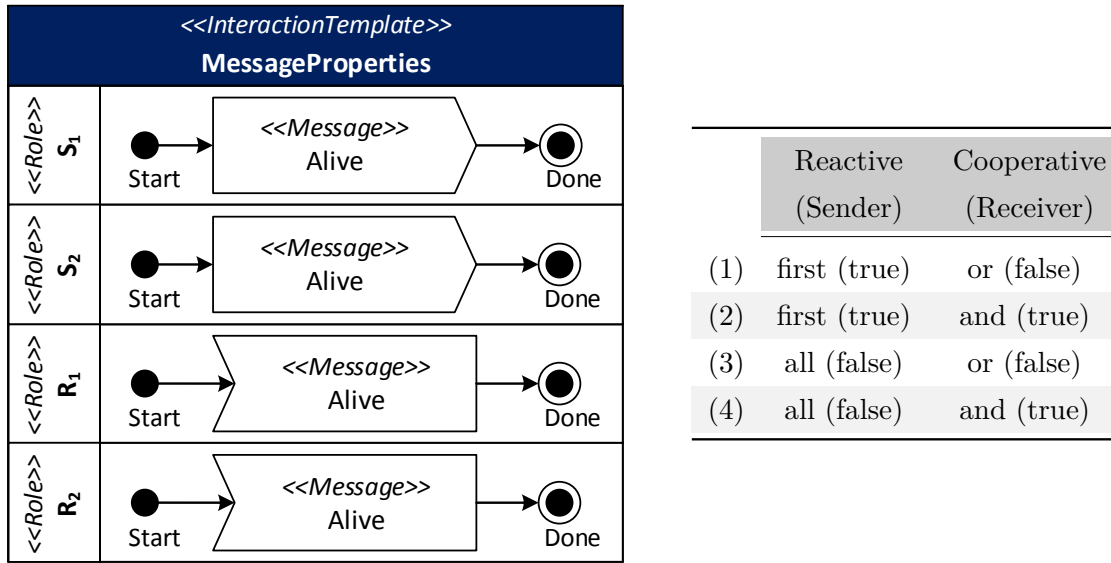 <<InteractionTemplate>>
MessageProperties
<<Role>>
S₁
Start
<<Message>>
Alive
Done
<<Role>>
S₂
Start
<<Message>>
Alive
Done
<<Role>>
R₁
Start
<<Message>>
Alive
Done
<<Role>>
R₂
Start
<<Message>>
Alive
Done
Reactive Cooperative
(Sender) (Receiver)
(1) first (true) or (false)
(2) first (true) and (true)
(3) all (false) or (false)
(4) all (false) and (true)